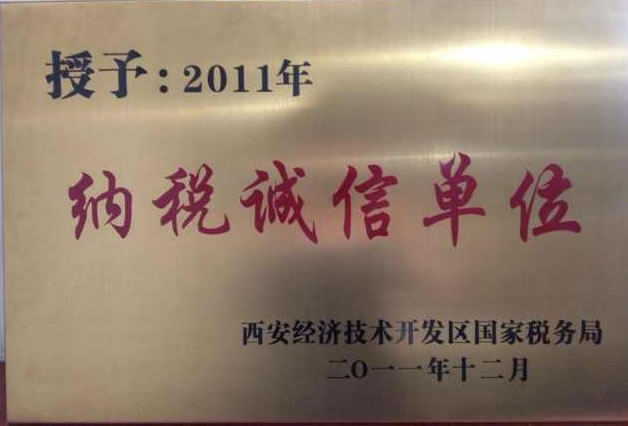 授予：2011年
纳税诚信单位
西安经济技术开发区国家税务局
二〇一一年十二月